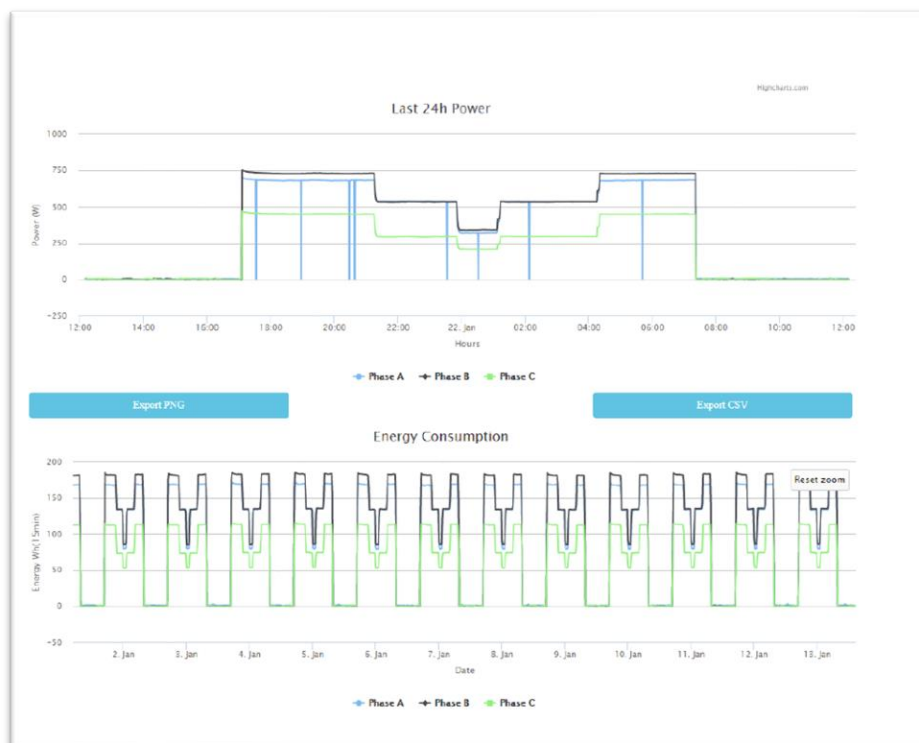 Highcharts.com
Last 24h Power
1000
750
500
250
0
−250
Power (W)
12:00 14:00 16:00 18:00 20:00 22:00 22. Jan 02:00 04:00 06:00 08:00 10:00 12:00
Hours
Phase A Phase B Phase C
Export PNG Export CSV
Energy Consumption
200
150
100
50
0
−50
Energy Wh(15min)
Reset zoom
2. Jan 3. Jan 4. Jan 5. Jan 6. Jan 7. Jan 8. Jan 9. Jan 10. Jan 11. Jan 12. Jan 13. Jan
Date
Phase A Phase B Phase C